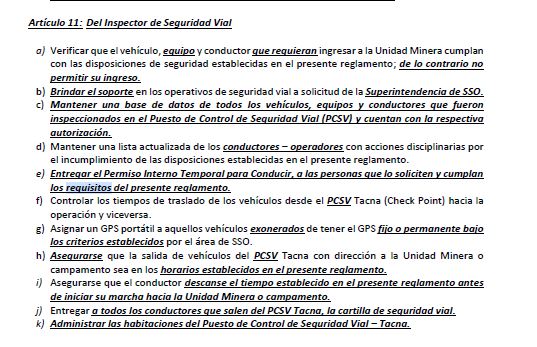 Artículo 11: Del Inspector de Seguridad Vial
a) Verificar que el vehículo, equipo y conductor que requieran ingresar a la Unidad Minera cumplan
con las disposiciones de seguridad establecidas en el presente reglamento; de lo contrario no
permitir su ingreso.
b) Brindar el soporte en los operativos de seguridad vial a solicitud de la Superintendencia de SSO.
c) Mantener una base de datos de todos los vehículos, equipos y conductores que fueron
inspeccionados en el Puesto de Control de Seguridad Vial (PCSV) y cuentan con la respectiva
autorización.
d) Mantener una lista actualizada de los conductores – operadores con acciones disciplinarias por
el incumplimiento de las disposiciones establecidas en el presente reglamento.
e) Entregar el Permiso Interno Temporal para Conducir, a las personas que lo soliciten y cumplan
los requisitos del presente reglamento.
f) Controlar los tiempos de traslado de los vehículos desde el PCSV Tacna (Check Point) hacia la
operación y viceversa.
g) Asignar un GPS portátil a aquellos vehículos exonerados de tener el GPS fijo o permanente bajo
los criterios establecidos por el área de SSO.
h) Asegurarse que la salida de vehículos del PCSV Tacna con dirección a la Unidad Minera o
campamento sea en los horarios establecidos en el presente reglamento.
i) Asegurarse que el conductor descanse el tiempo establecido en el presente reglamento antes
de iniciar su marcha hacia la Unidad Minera o campamento.
j) Entregar a todos los conductores que salen del PCSV Tacna, la cartilla de seguridad vial.
k) Administrar las habitaciones del Puesto de Control de Seguridad Vial – Tacna.